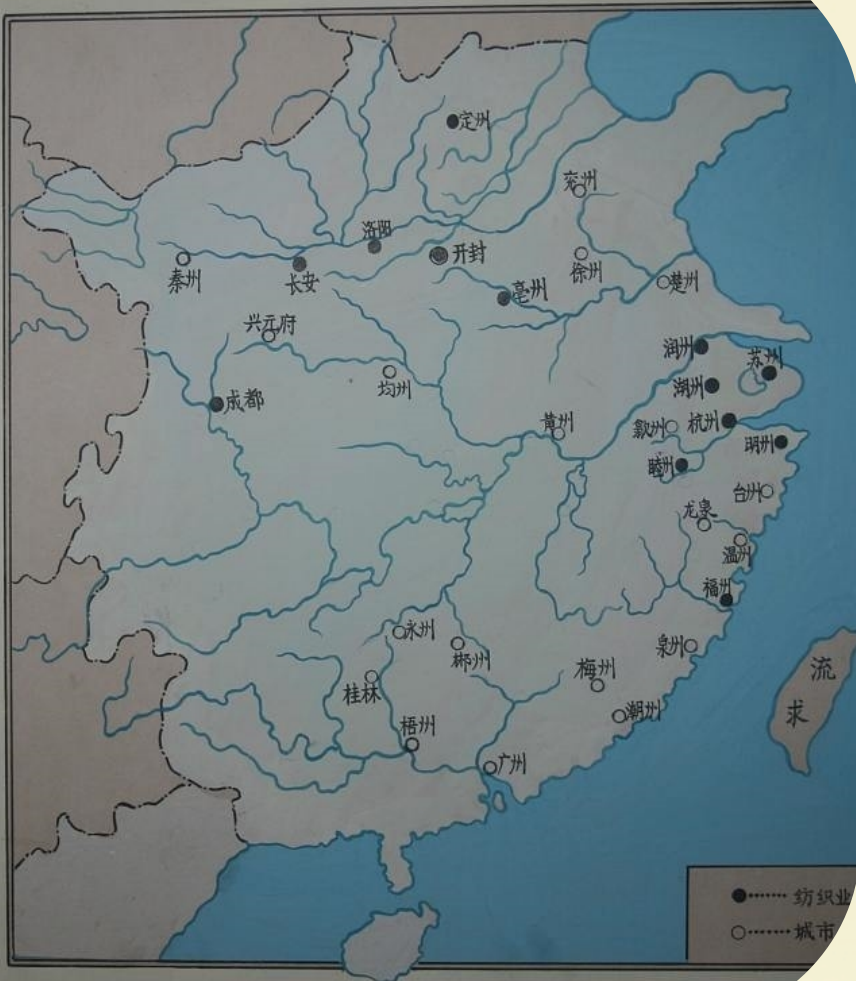 定州
兖州
洛阳
开封
秦州
长安
徐州
亳州
楚州
兴元府
润州
苏州
均州
湖州
成都
黄州
歙州
杭州
明州
睦州
台州
龙泉
温州
福州
永州
郴州
泉州
桂林
梅州
潮州
梧州
广州
流
求
纺织业
城市